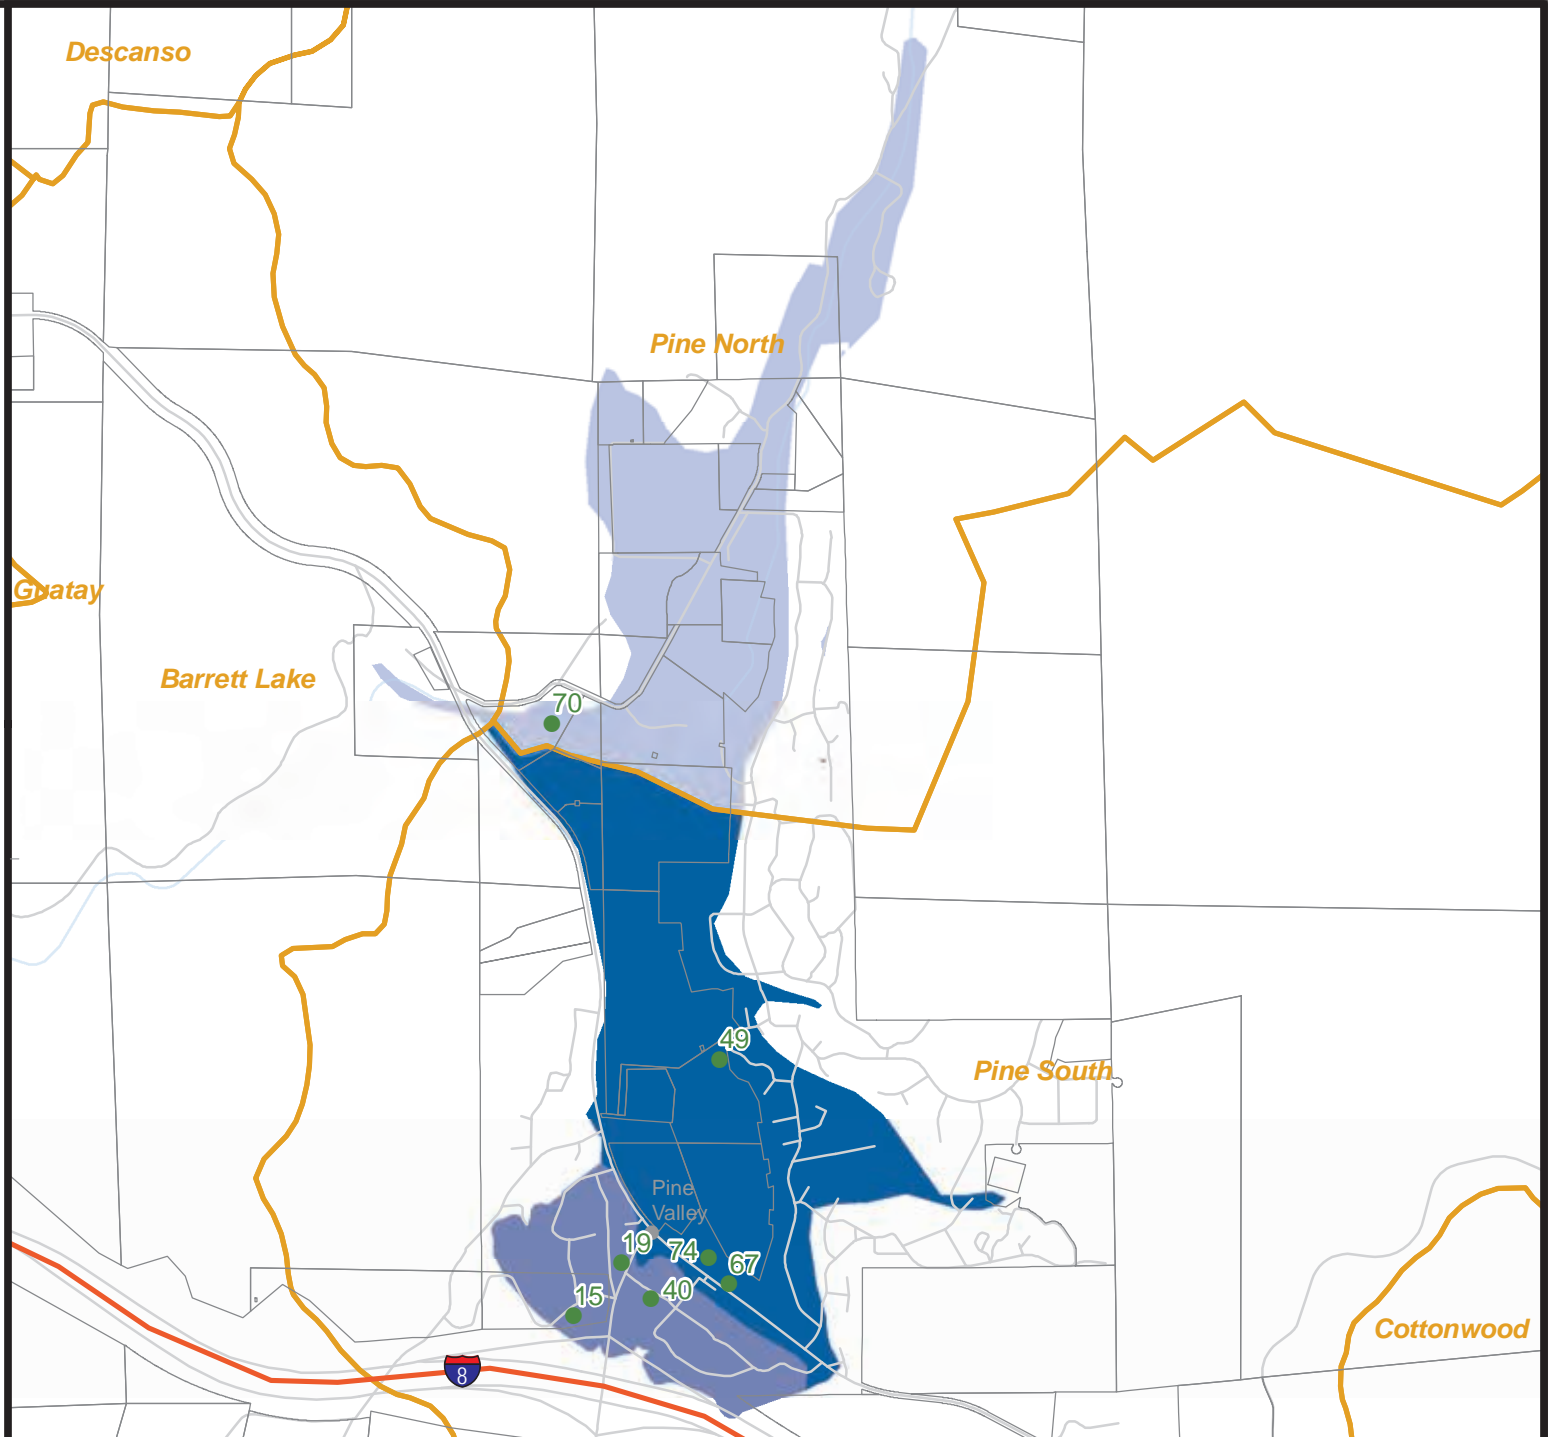 Descanso
Pine North
Guatay
Barrett Lake
70
49
Pine South
Pine
Valley
19
74
67
15
40
Cottonwood
8